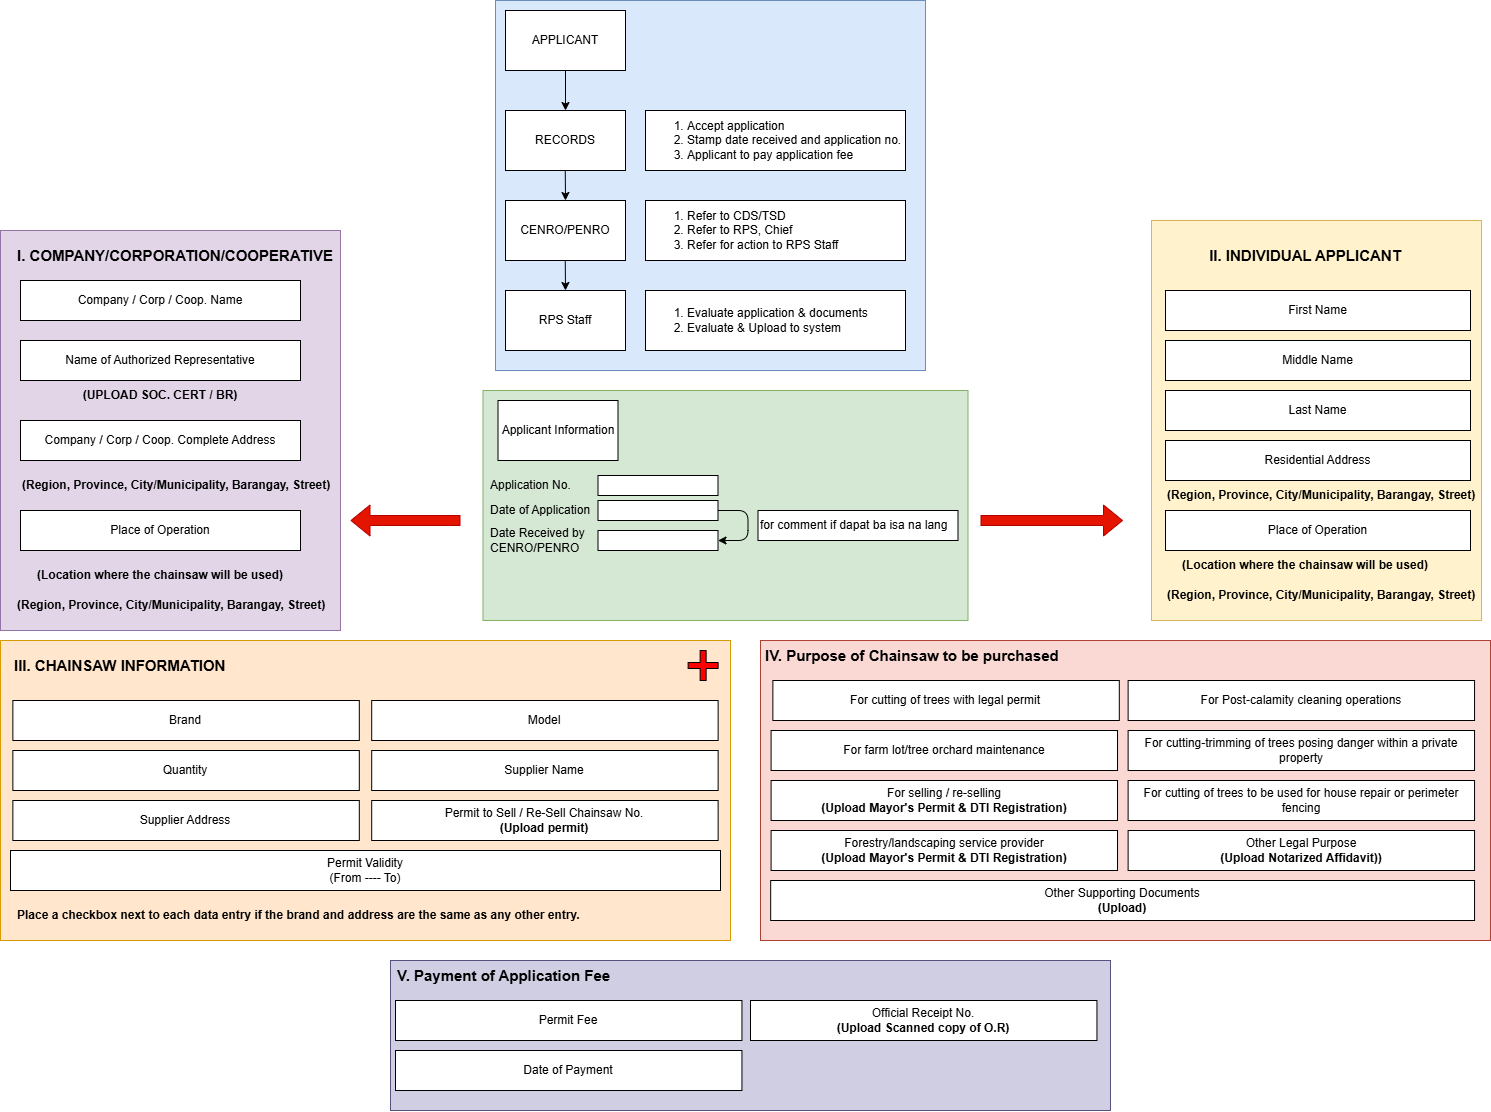 APPLICANT
RECORDS
1. Accept application
2. Stamp date received and application no.
3. Applicant to pay application fee
CENRO/PENRO
1. Refer to CDS/TSD
2. Refer to RPS, Chief
3. Refer for action to RPS Staff
RPS Staff
1. Evaluate application & documents
2. Evaluate & Upload to system
I. COMPANY/CORPORATION/COOPERATIVE
Company / Corp / Coop. Name
Name of Authorized Representative
(UPLOAD SOC. CERT / BR)
Company / Corp / Coop. Complete Address
(Region, Province, City/Municipality, Barangay, Street)
Place of Operation
(Location where the chainsaw will be used)
(Region, Province, City/Municipality, Barangay, Street)
Applicant Information
Application No.
Date of Application
Date Received by
CENRO/PENRO
for comment if dapat ba isa na lang
II. INDIVIDUAL APPLICANT
First Name
Middle Name
Last Name
Residential Address
(Region, Province, City/Municipality, Barangay, Street)
Place of Operation
(Location where the chainsaw will be used)
(Region, Province, City/Municipality, Barangay, Street)
III. CHAINSAW INFORMATION
Brand
Model
Quantity
Supplier Name
Supplier Address
Permit to Sell / Re-Sell Chainsaw No.
(Upload permit)
Permit Validity
(From ---- To)
Place a checkbox next to each data entry if the brand and address are the same as any other entry.
IV. Purpose of Chainsaw to be purchased
For cutting of trees with legal permit
For Post-calamity cleaning operations
For farm lot/tree orchard maintenance
For cutting-trimming of trees posing danger within a private
property
For selling / re-selling
(Upload Mayor's Permit & DTI Registration)
For cutting of trees to be used for house repair or perimeter
fencing
Forestry/landscaping service provider
(Upload Mayor's Permit & DTI Registration)
Other Legal Purpose
(Upload Notarized Affidavit))
Other Supporting Documents
(Upload)
V. Payment of Application Fee
Permit Fee
Official Receipt No.
(Upload Scanned copy of O.R)
Date of Payment